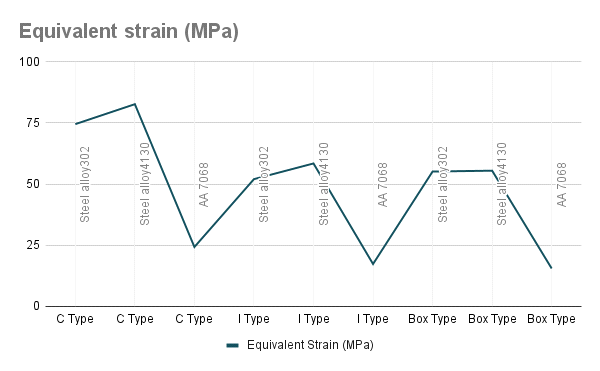 Equivalent strain (MPa)
100
75
50
25
0
Steel alloy302
Steel alloy4130
AA 7068
Steel alloy302
Steel alloy4130
AA 7068
Steel alloy302
Steel alloy4130
AA 7068
C Type C Type C Type I Type I Type I Type Box Type Box Type Box Type
Equivalent Strain (MPa)